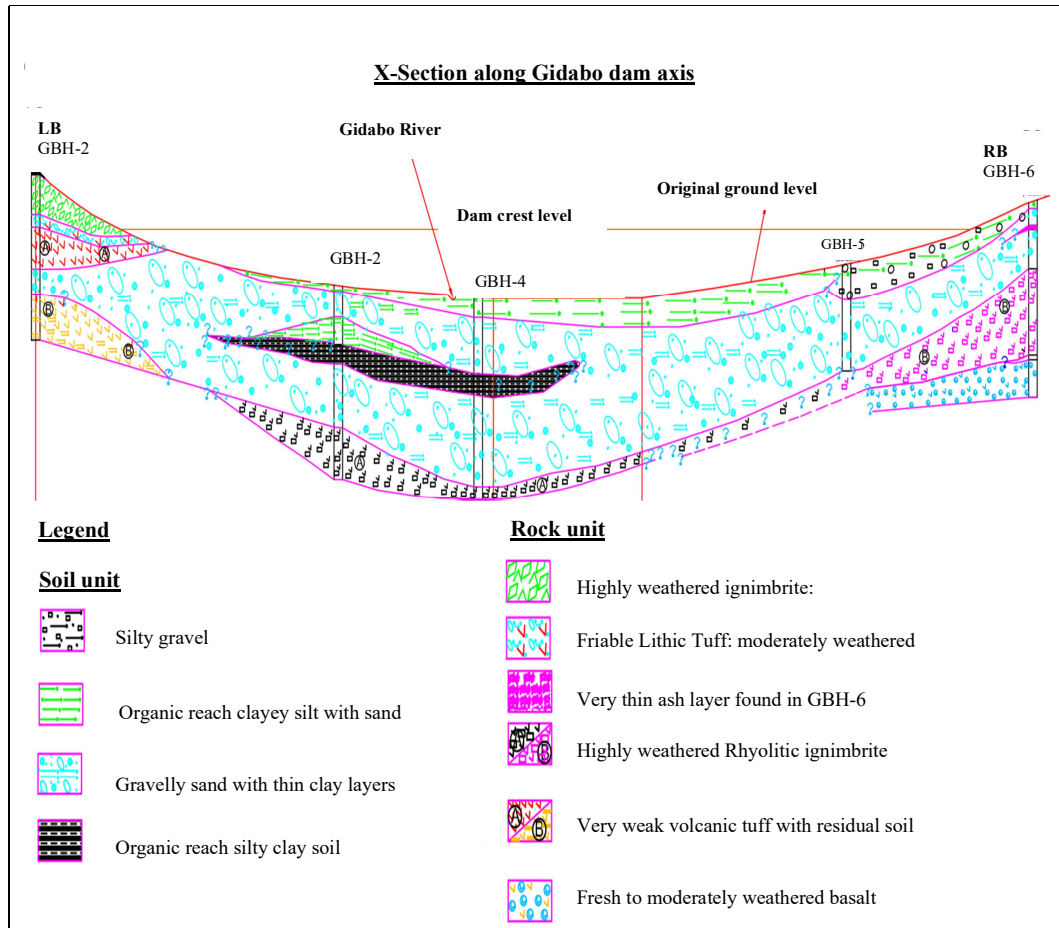 X-Section along Gidabo dam axis
LB
GBH-2
Gidabo River
RB
GBH-6
Original ground level
Dam crest level
GBH-5
GBH-2
GBH-4
A
A
B
B
A
A
B
B
Legend
Rock unit
Soil unit
Highly weathered ignimbrite:
Silty gravel
Friable Lithic Tuff: moderately weathered
Very thin ash layer found in GBH-6
Organic reach clayey silt with sand
Highly weathered Rhyolitic ignimbrite
A B
Gravelly sand with thin clay layers
Very weak volcanic tuff with residual soil
A B
Organic reach silty clay soil
Fresh to moderately weathered basalt